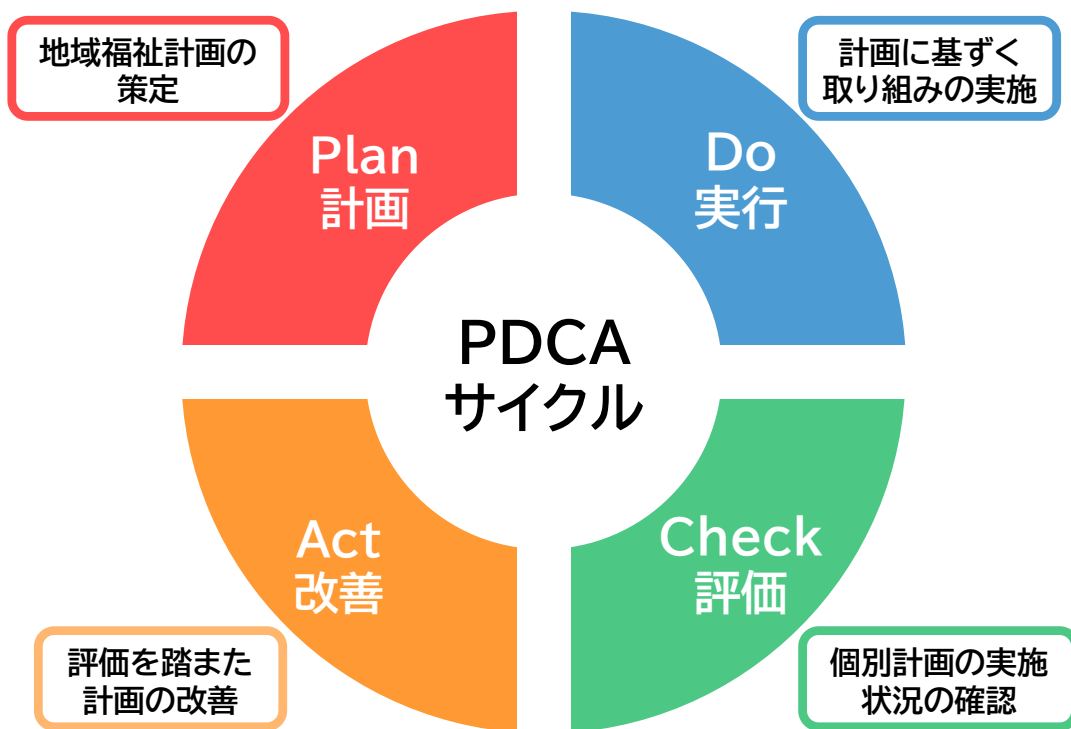 地域福祉計画の
策定
Plan
計画
計画に基ずく
取り組みの実施
Do
実行
PDCA
サイクル
Act
改善
評価を踏また
計画の改善
Check
評価
個別計画の実施
状況の確認